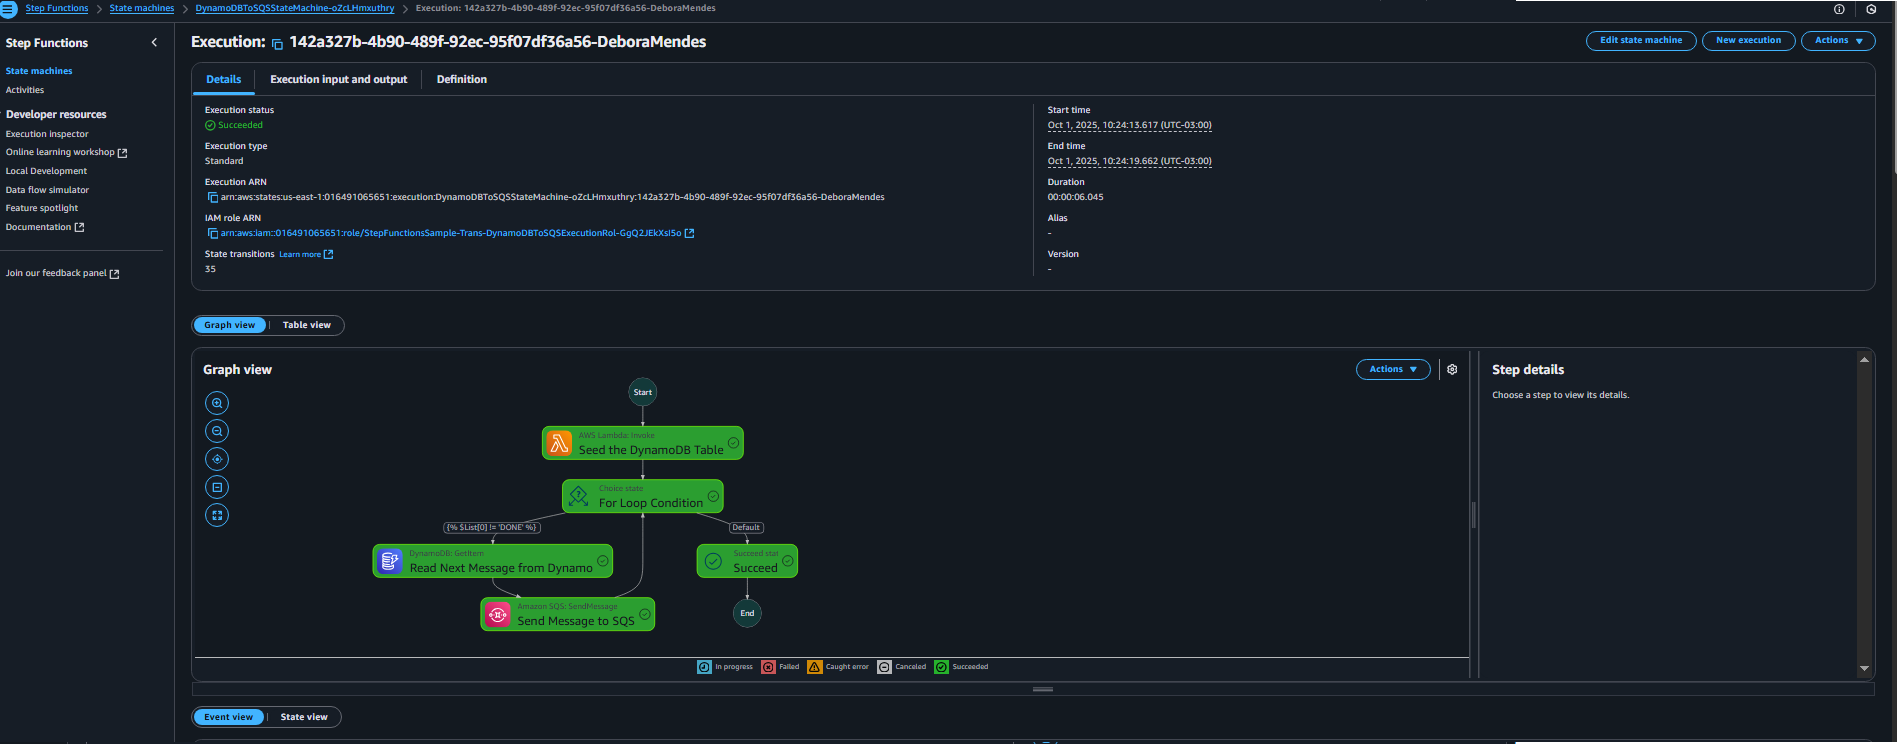 Step Functions
State machines
DynamoDBToSQSStateMachine-oZcLHmxuthry
Execution: 142a327b-4b90-489f-92ec-95f07df36a56-DeboraMendes
Step Functions
State machines
Activities
Developer resources
Execution inspector
Online learning workshop
Local Development
Data flow simulator
Feature spotlight
Documentation
Join our feedback panel
Execution: 142a327b-4b90-489f-92ec-95f07df36a56-DeboraMendes
Edit state machine
New execution
Actions
Details
Execution input and output
Definition
Execution status
Succeeded
Execution type
Standard
Execution ARN
arn:aws:states:us-east-1:016491065651:execution:DynamoDBToSQSStateMachine-oZcLHmxuthry:142a327b-4b90-489f-92ec-95f07df36a56-DeboraMendes
IAM role ARN
arn:aws:iam::016491065651:role/StepFunctionsSample-Trans-DynamoDBToSQSExecutionRol-GgQ2JEkXsI5o
State transitions Learn more
35
Start time
Oct 1, 2025, 10:24:13.617 (UTC-03:00)
End time
Oct 1, 2025, 10:24:19.662 (UTC-03:00)
Duration
00:00:06.045
Alias
-
Version
-
Graph view
Table view
Graph view
Actions
Start
AWS Lambda: Invoke
Seed the DynamoDB Table
Choice state
For Loop Condition
{% $List[0] != 'DONE' %}
Default
DynamoDB: GetItem
Read Next Message from Dynamo
Succeed stat
Succeed
Amazon SQS: SendMessage
Send Message to SQS
End
In progress
Failed
Caught error
Canceled
Succeeded
Step details
Choose a step to view its details.
Event view
State view